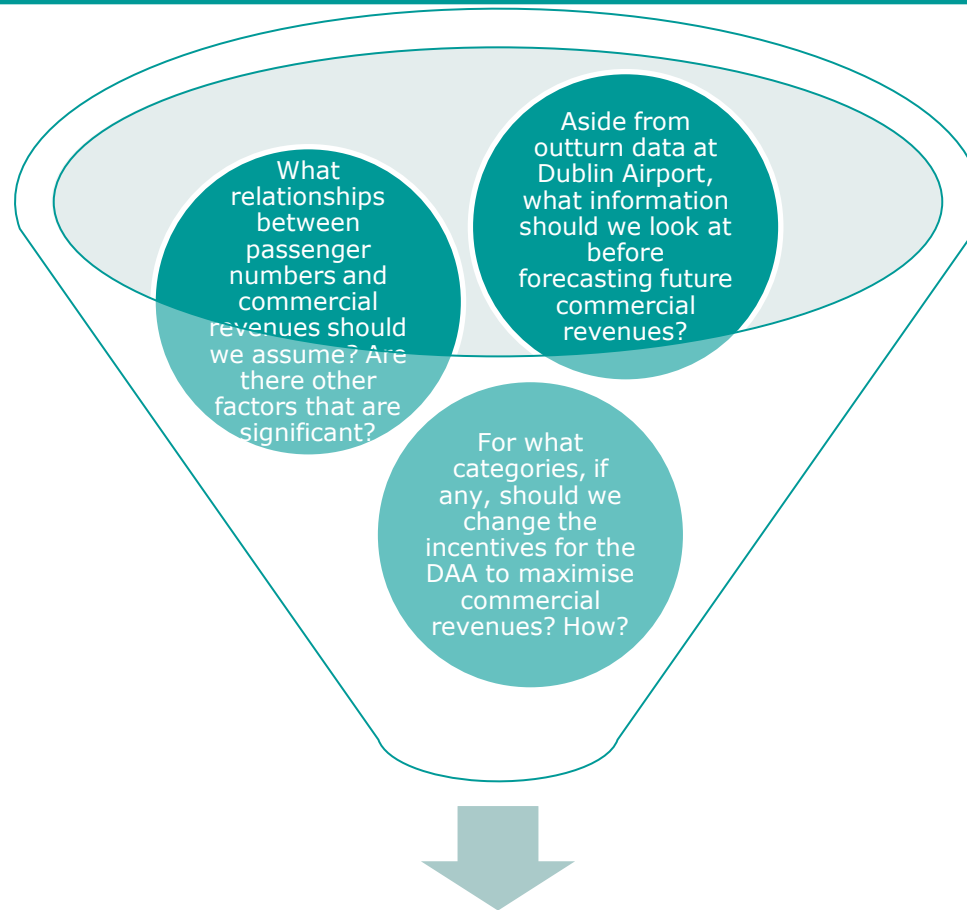 What
relationships
between
passenger
numbers and
commercial
revenues should
we assume? Are
there other
factors that are
significant?
Aside from
outturn data at
Dublin Airport,
what information
should we look at
before
forecasting future
commercial
revenues?
For what
categories, if
any, should we
change the
incentives for the
DAA to maximise
commercial
revenues? How?